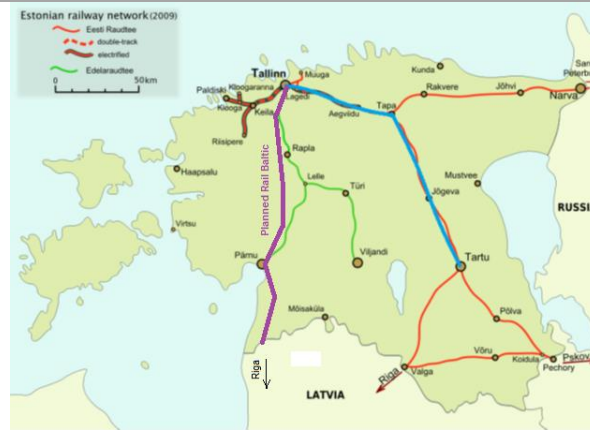 Estonian railway network (2009)
Eesti Raudtee
double-track
electrified
Edelaraudtee
0 50km
Tallinn
Muuga
Kunda
Rakvere
Jõhvi
Narva
Paldiski
Kloogaranna
Klooga
Keila
Lagedi
Aegviidu
Tapa
Riisipere
Haapsalu
Rapla
Lelle
Türi
Mustvee
Jõgeva
RUSSI
Virtsu
Planned Rail Baltic
Pärnu
Viljandi
Tartu
Mõisaküla
Põlva
Võru
Koidula
Pechory
Pskov
Valga
Riga
Riga
LATVIA